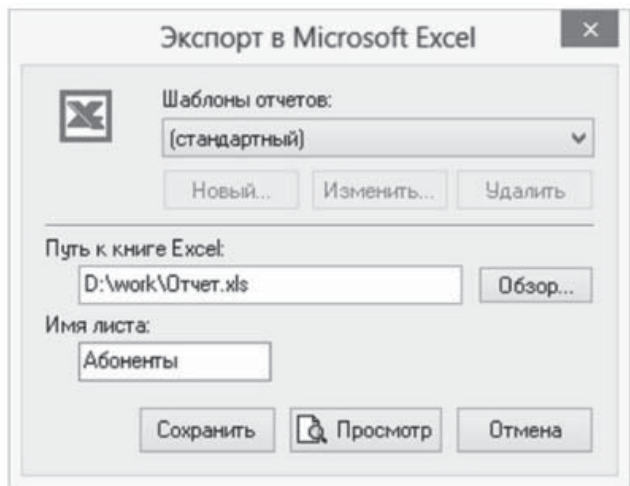 Экспорт в Microsoft Excel
Шаблоны отчетов:
(стандартный)
Новый... Изменить... Удалить
Путь к книге Excel:
D:\work\Отчет.xls Обзор...
Имя листа:
Абоненты
Сохранить Просмотр Отмена